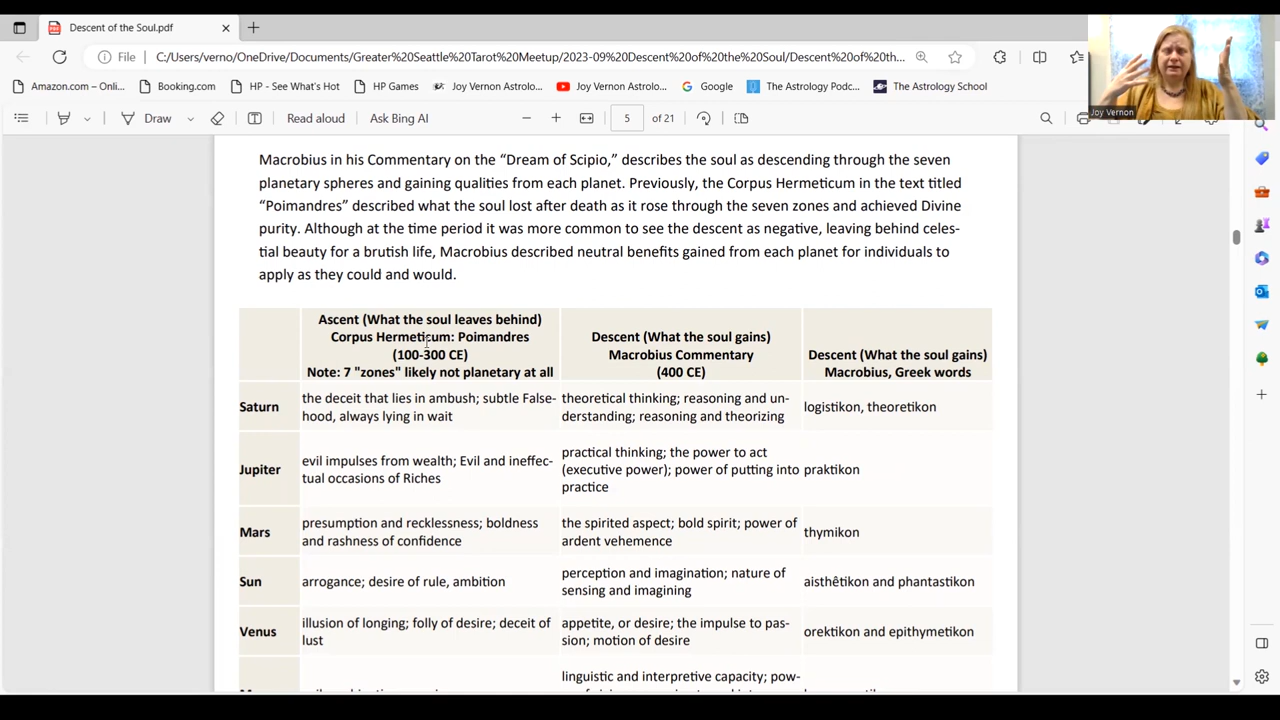 Descent of the Soul.pdf
File C:/Users/verno/OneDrive/Documents/Greater%20Seattle%20Tarot%20Meetup/2023-09%20Descent%20of%20the%20Soul/Descent%20of%20th...
Amazon.com – Onli... Booking.com HP - See What's Hot HP Games Joy Vernon Astrolo... Joy Vernon Astrolo... Google The Astrology Podc... The Astrology School
Joy Vernon
Draw Read aloud Ask Bing AI 5 of 21
Macrobius in his Commentary on the “Dream of Scipio,” describes the soul as descending through the seven
planetary spheres and gaining qualities from each planet. Previously, the Corpus Hermeticum in the text titled
“Poimandres” described what the soul lost after death as it rose through the seven zones and achieved Divine
purity. Although at the time period it was more common to see the descent as negative, leaving behind celes-
tial beauty for a brutish life, Macrobius described neutral benefits gained from each planet for individuals to
apply as they could and would.
Ascent (What the soul leaves behind)
Corpus Hermeticum: Poimandres
(100-300 CE)
Note: 7 "zones" likely not planetary at all
Descent (What the soul gains)
Macrobius Commentary
(400 CE)
Descent (What the soul gains)
Macrobius, Greek words
Saturn
the deceit that lies in ambush; subtle False-
hood, always lying in wait
theoretical thinking; reasoning and un-
derstanding; reasoning and theorizing
logistikon, theoretikon
Jupiter
evil impulses from wealth; Evil and ineffec-
tual occasions of Riches
practical thinking; the power to act
(executive power); power of putting into
practice
praktikon
Mars
presumption and recklessness; boldness
and rashness of confidence
the spirited aspect; bold spirit; power of
ardent vehemence
thymikon
Sun
arrogance; desire of rule, ambition
perception and imagination; nature of
sensing and imagining
aisthêtikon and phantastikon
Venus
illusion of longing; folly of desire; deceit of
lust
appetite, or desire; the impulse to pas-
sion; motion of desire
orektikon and epithymetikon
linguistic and interpretive capacity; pow-